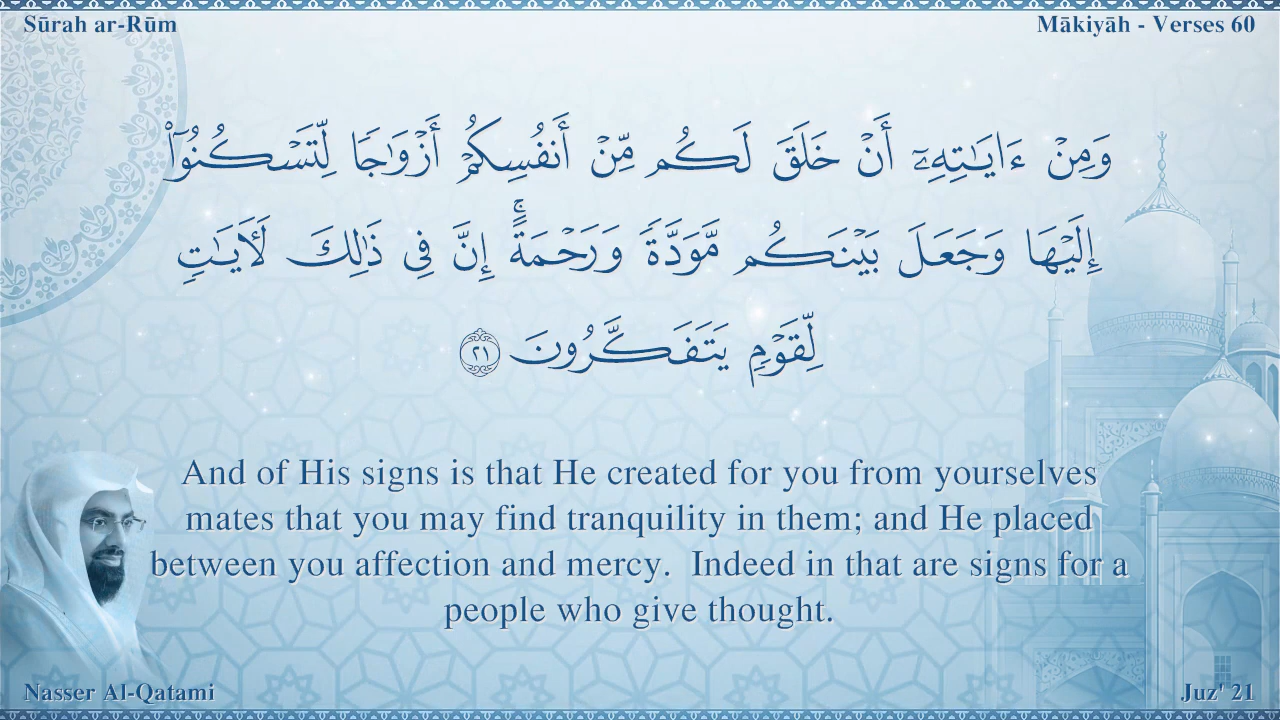 Sūrah ar-Rūm
Mākiyāh - Verses 60
وَمِنْ ءَايَـٰتِهِۦٓ أَنْ خَلَقَ لَكُم مِّنْ أَنفُسِكُمْ أَزْوَٰجًا لِّتَسْكُنُوٓا۟
إِلَيْهَا وَجَعَلَ بَيْنَكُم مَّوَدَّةً وَرَحْمَةً ۚ إِنَّ فِى ذَٰلِكَ لَـَٔايَـٰتٍ
لِّقَوْمٍ يَتَفَكَّرُونَ ٢١
And of His signs is that He created for you from yourselves
mates that you may find tranquility in them; and He placed
between you affection and mercy.  Indeed in that are signs for a
people who give thought.
Nasser Al-Qatami
Juz' 21